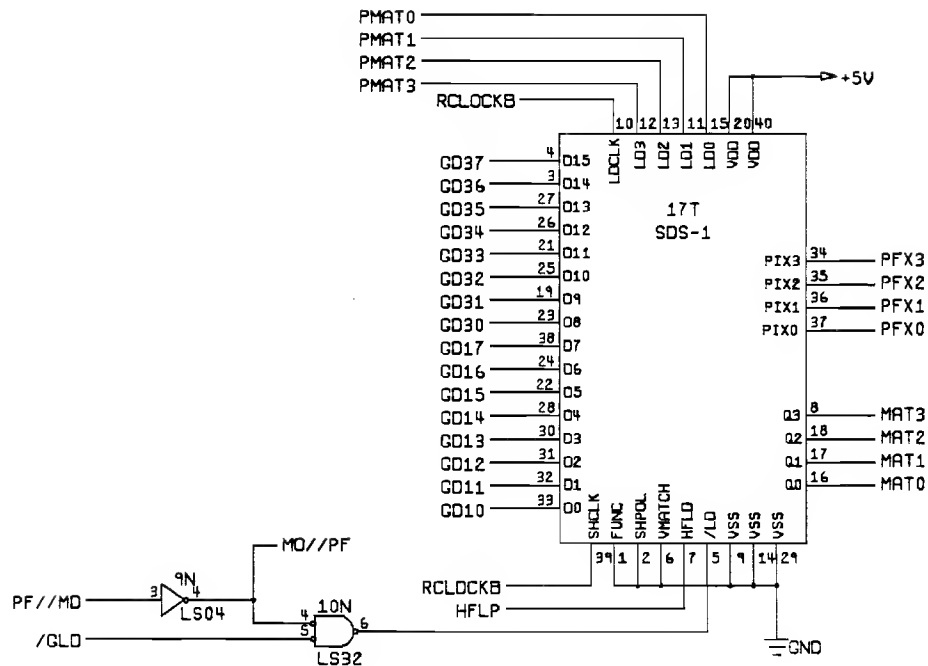 PMAT0
PMAT1
PMAT2
PMAT3
RCLOCKB
+5V
10 12 13 11 15 20 40
LDCLK LD3 LD2 LD1 LD0 VDD VDD
17T
SDS-1
GD37 4 D15
GD36 3 D14
GD35 27 D13
GD34 26 D12
GD33 21 D11
GD32 25 D10
GD31 19 D9
GD30 23 D8
GD17 38 D7
GD16 24 D6
GD15 22 D5
GD14 28 D4
GD13 30 D3
GD12 31 D2
GD11 32 D1
GD10 33 D0
PIX3 34 PFX3
PIX2 35 PFX2
PIX1 36 PFX1
PIX0 37 PFX0
Q3 8 MAT3
Q2 18 MAT2
Q1 17 MAT1
Q0 16 MAT0
SHCLK FUNC SHPOL VMATCH HFLD /LD VSS VSS VSS
39 1 2 6 7 5 9 14 29
RCLOCKB
HFLP
GND
MO//PF
PF//MO 3 9N 4
LS04
/GLD 4 5 10N 6
LS32